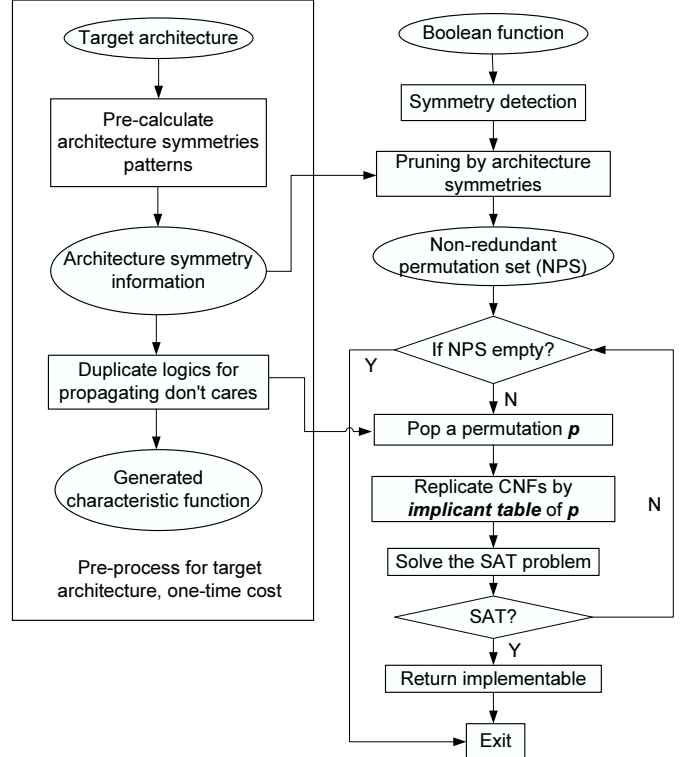 Target architecture
Pre-calculate
architecture symmetries
patterns
Architecture symmetry
information
Duplicate logics for
propagating don't cares
Generated
characteristic function
Pre-process for target
architecture, one-time cost
Boolean function
Symmetry detection
Pruning by architecture
symmetries
Non-redundant
permutation set (NPS)
If NPS empty?
Y
N
Pop a permutation p
Replicate CNFs by
implicant table of p
N
Solve the SAT problem
SAT?
Y
Return implementable
Exit